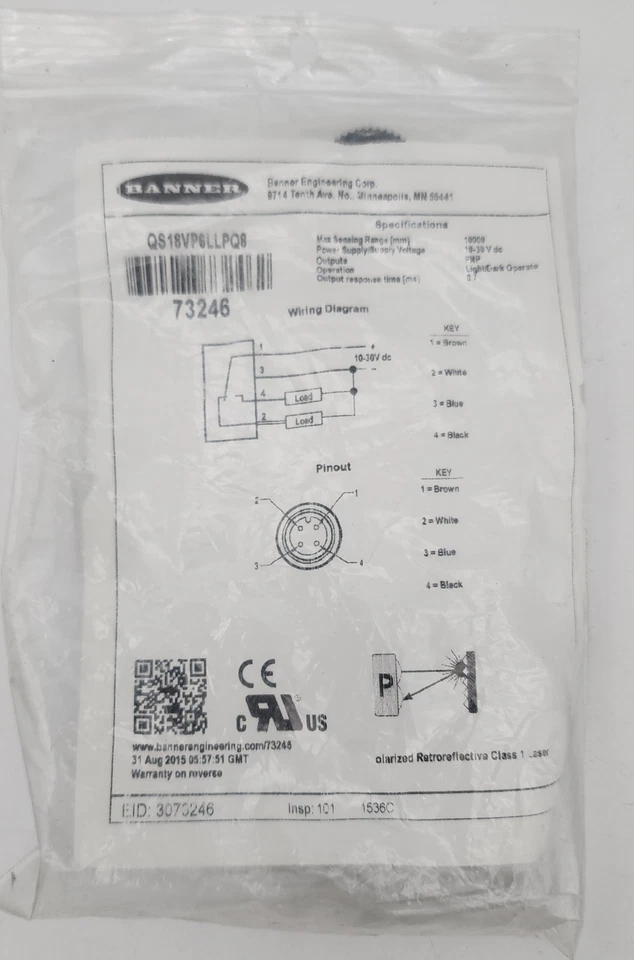 BANNER
Banner Engineering Corp.
9714 Tenth Ave. No., Minneapolis, MN 55441
QS18VP6LLPQ8
73246
Specifications
Max Sensing Range (mm) 10000
Power Supply/Supply Voltage 10-30 V dc
Outputs PNP
Operation Light/Dark Operate
Output response time (ms) 0.7
Wiring Diagram
1
+
10-30V dc
3
-
4
Load
2
Load
KEY
1 = Brown
2 = White
3 = Blue
4 = Black
Pinout
2
1
3
4
KEY
1 = Brown
2 = White
3 = Blue
4 = Black
CE
C RU US
®
P
www.bannerengineering.com/73246
31 Aug 2015 05:57:51 GMT
Warranty on reverse
olarized Retroreflective Class 1 Laser
EID: 3073246 Insp: 101 1536C